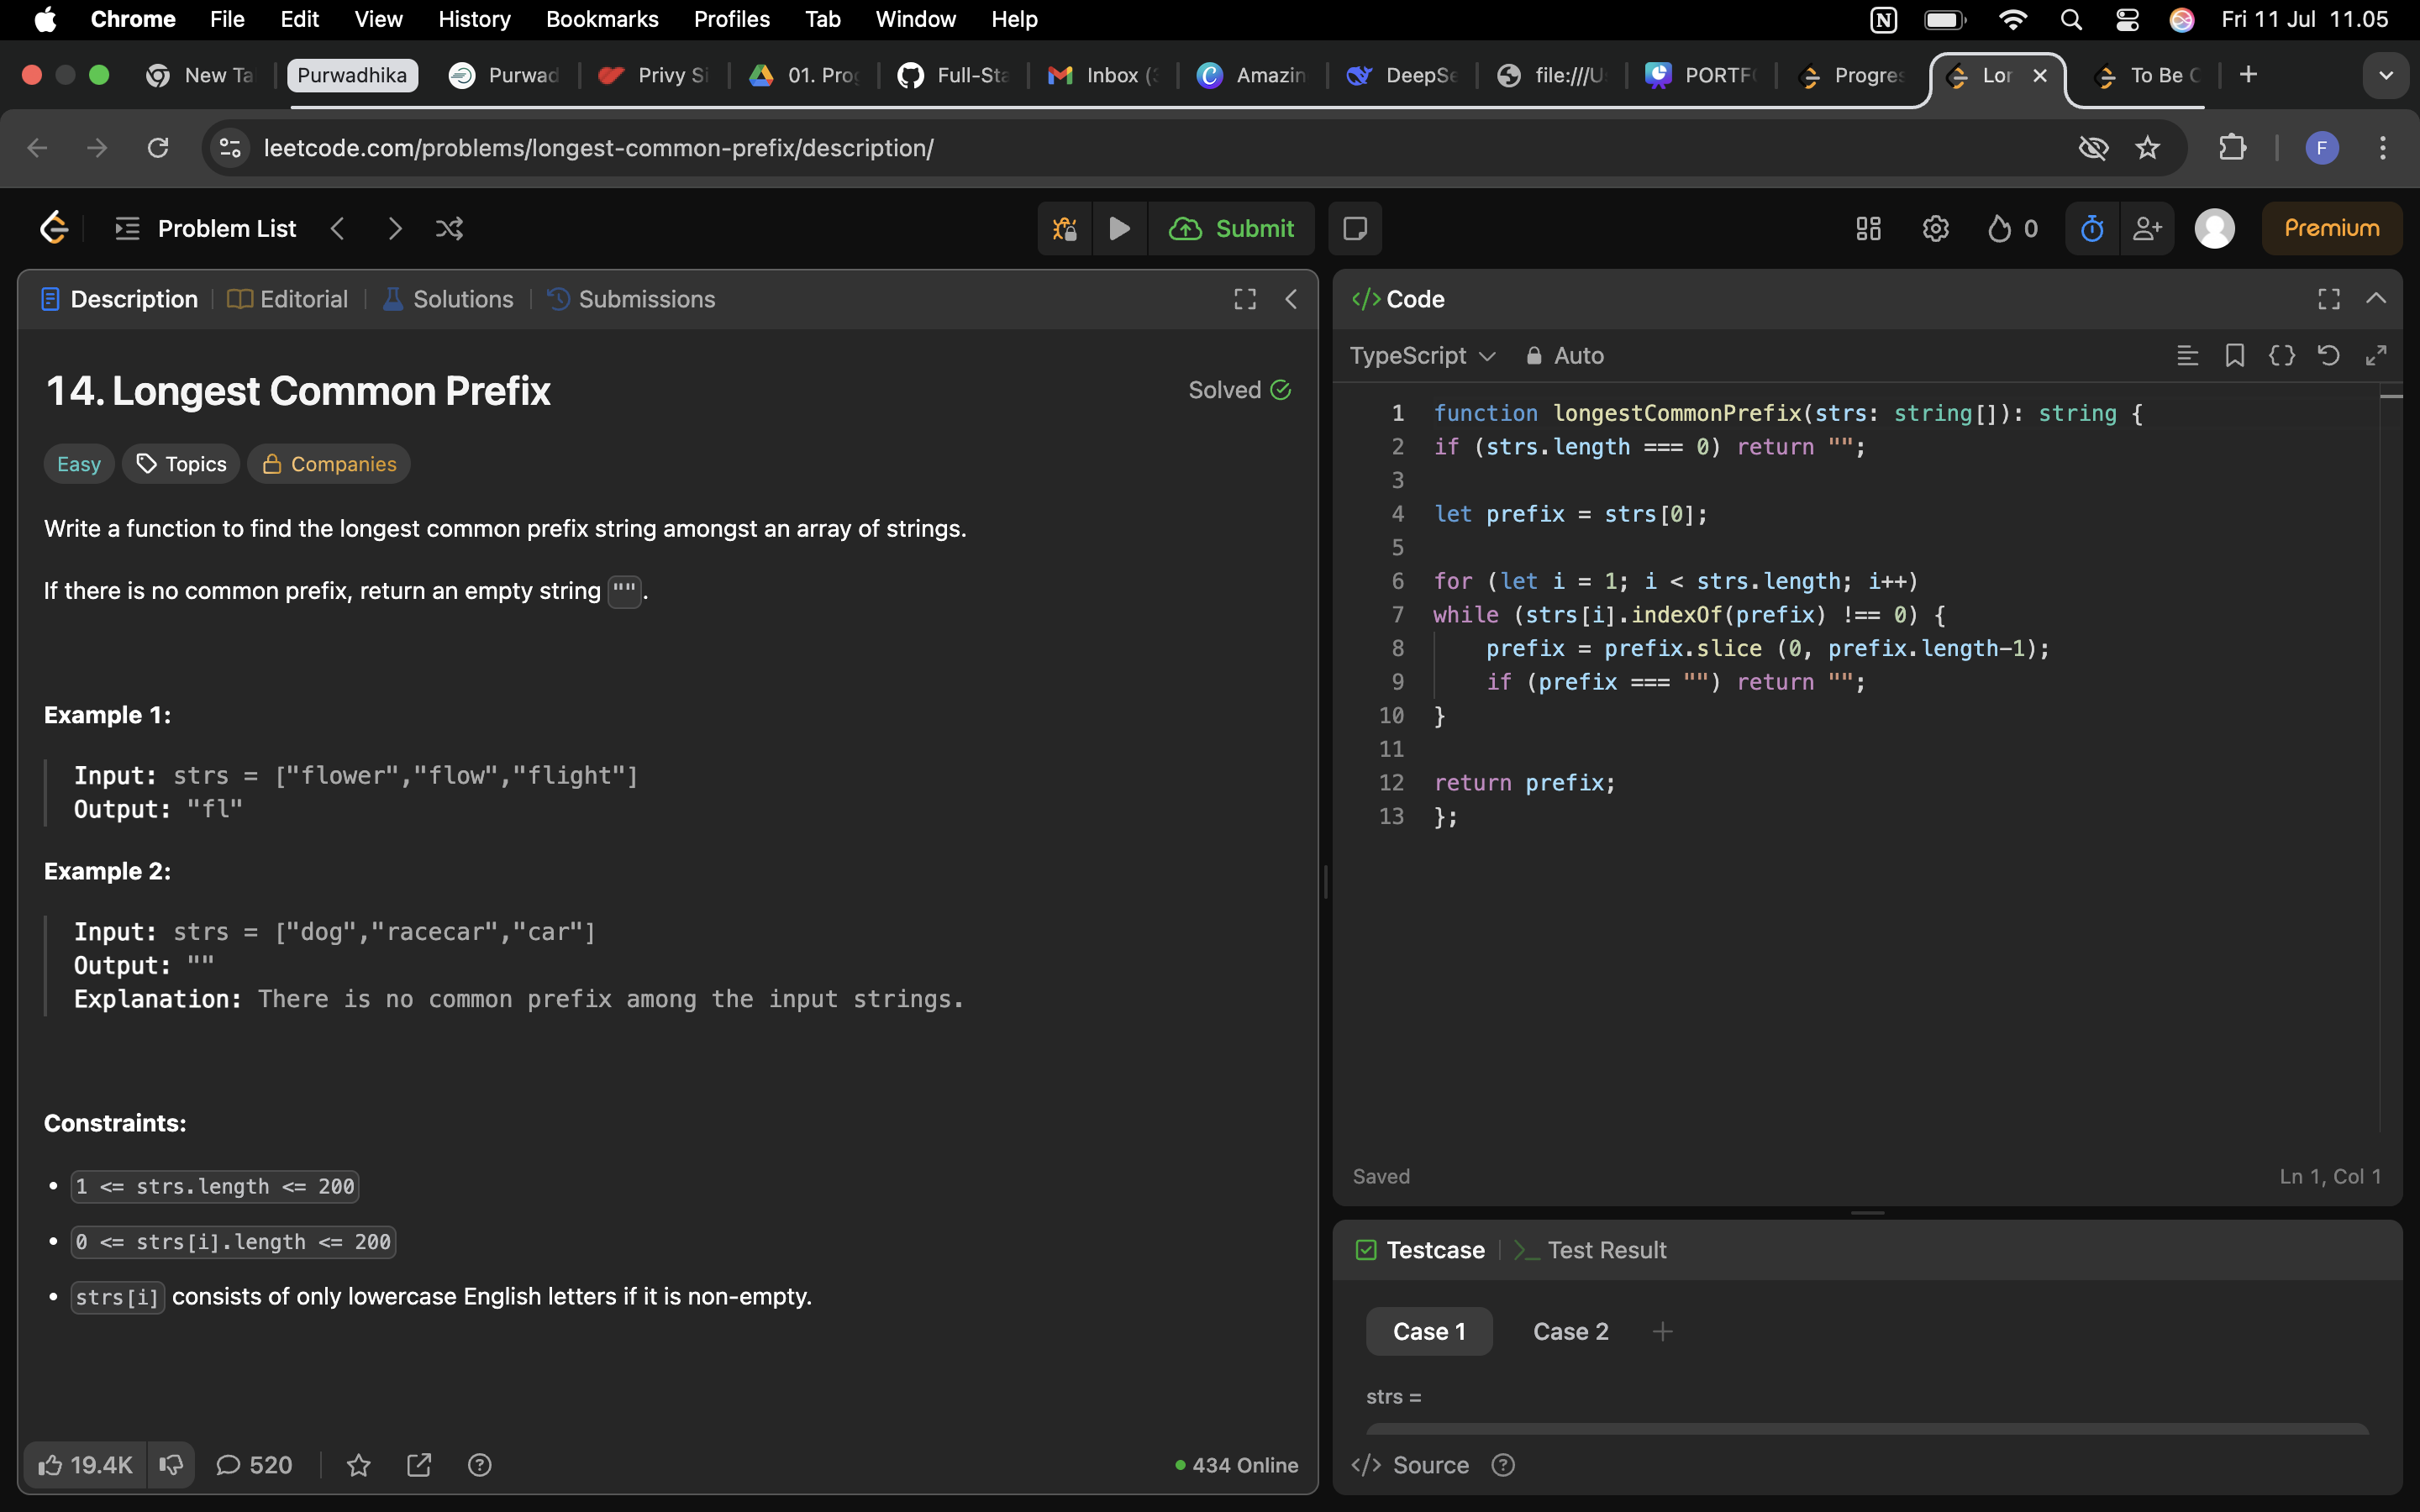 Chrome File Edit View History Bookmarks Profiles Tab Window Help Fri 11 Jul 11.05
New Ta Purwadhika Purwad Privy Si 01. Prog Full-Sta Inbox (3 Amazin DeepSe file:///U PORTFO Progres Lor To Be C
leetcode.com/problems/longest-common-prefix/description/ F
Problem List Submit 0 Premium
Description Editorial Solutions Submissions
14. Longest Common Prefix
Solved
Easy Topics Companies
Write a function to find the longest common prefix string amongst an array of strings.
If there is no common prefix, return an empty string "".
Example 1:
Input: strs = ["flower","flow","flight"]
Output: "fl"
Example 2:
Input: strs = ["dog","racecar","car"]
Output: ""
Explanation: There is no common prefix among the input strings.
Constraints:
• 1 <= strs.length <= 200
• 0 <= strs[i].length <= 200
• strs[i] consists of only lowercase English letters if it is non-empty.
19.4K 520 434 Online
</> Code
TypeScript Auto
1 function longestCommonPrefix(strs: string[]): string {
2 if (strs.length === 0) return "";
3
4 let prefix = strs[0];
5
6 for (let i = 1; i < strs.length; i++)
7 while (strs[i].indexOf(prefix) !== 0) {
8     prefix = prefix.slice (0, prefix.length-1);
9     if (prefix === "") return "";
10 }
11
12 return prefix;
13 };
Saved Ln 1, Col 1
Testcase Test Result
Case 1 Case 2 +
strs =
</> Source